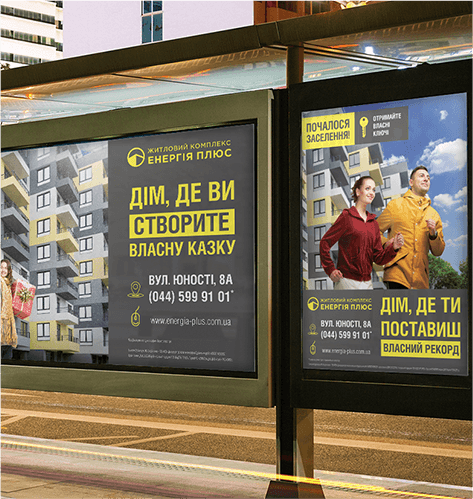 ЖИТЛОВИЙ КОМПЛЕКС
ЕНЕРГІЯ ПЛЮС
ДІМ, ДЕ ВИ
СТВОРИТЕ
ВЛАСНУ КАЗКУ
ВУЛ. ЮНОСТІ, 8А
(044) 599 91 01*
www.energia-plus.com.ua
ПОЧАЛОСЯ
ЗАСЕЛЕННЯ!
ОТРИМАЙТЕ
ВЛАСНІ
КЛЮЧІ
ЖИТЛОВИЙ КОМПЛЕКС
ЕНЕРГІЯ ПЛЮС
ВУЛ. ЮНОСТІ, 8А
(044) 599 91 01*
www.energia-plus.com.ua
ДІМ, ДЕ ТИ
ПОСТАВИШ
ВЛАСНИЙ РЕКОРД